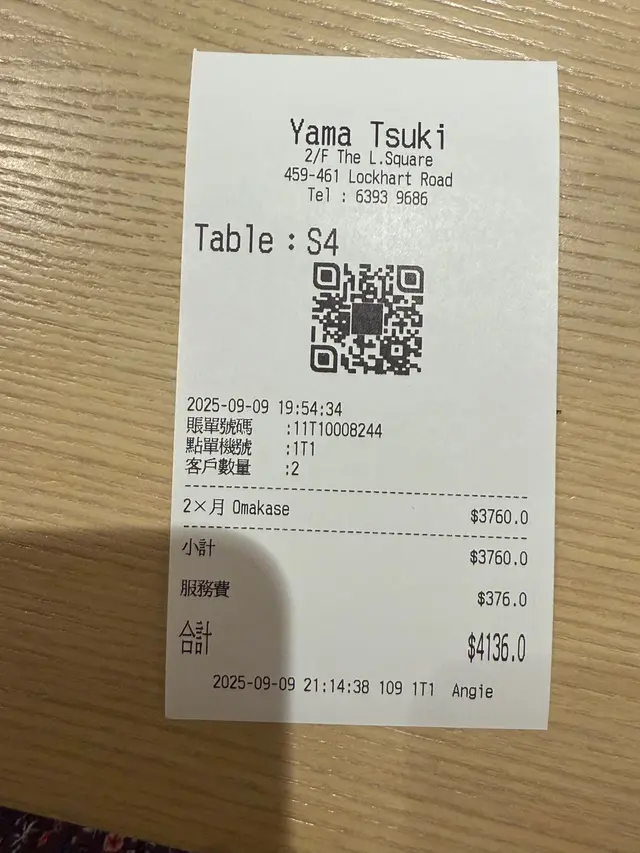 Yama Tsuki
2/F The L.Square
459-461 Lockhart Road
Tel : 6393 9686
Table : S4
2025-09-09 19:54:34
賬單號碼 :11T10008244
點單機號 :1T1
客戶數量 :2
2×月 Omakase $3760.0
小計 $3760.0
服務費 $376.0
合計 $4136.0
2025-09-09 21:14:38 109 1T1 Angie